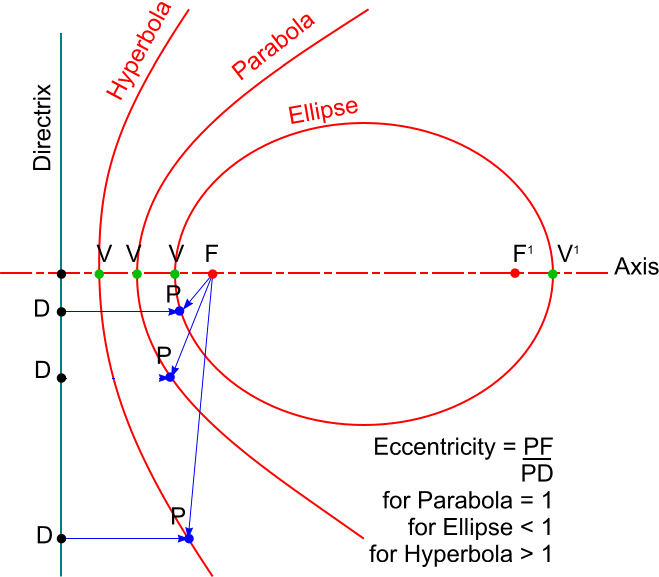 Hyperbola
Parabola
Ellipse
Directrix
V V V F F¹ V¹
Axis
P
D
P
D
P
D
Eccentricity = PF
PD
for Parabola = 1
for Ellipse < 1
for Hyperbola > 1